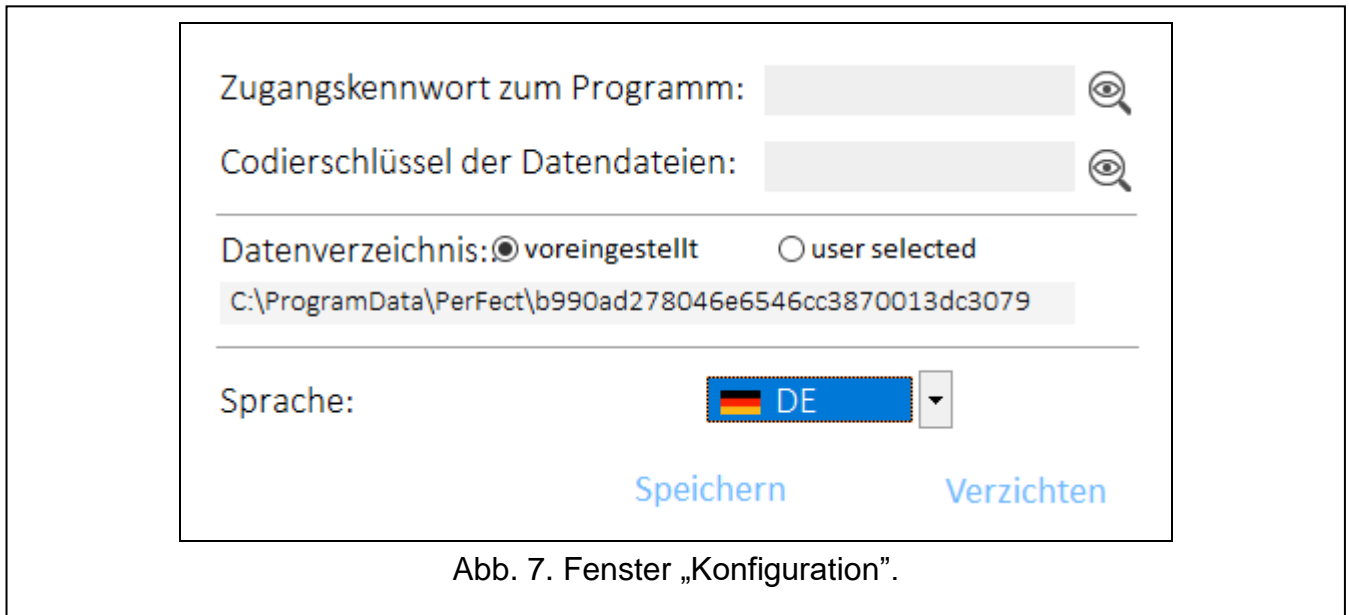 Zugangskennwort zum Programm:
Codierschlüssel der Datendateien:
Datenverzeichnis: voreingestellt user selected
C:\ProgramData\PerFect\b990ad278046e6546cc3870013dc3079
Sprache: DE
Speichern Verzichten
Abb. 7. Fenster „Konfiguration”.